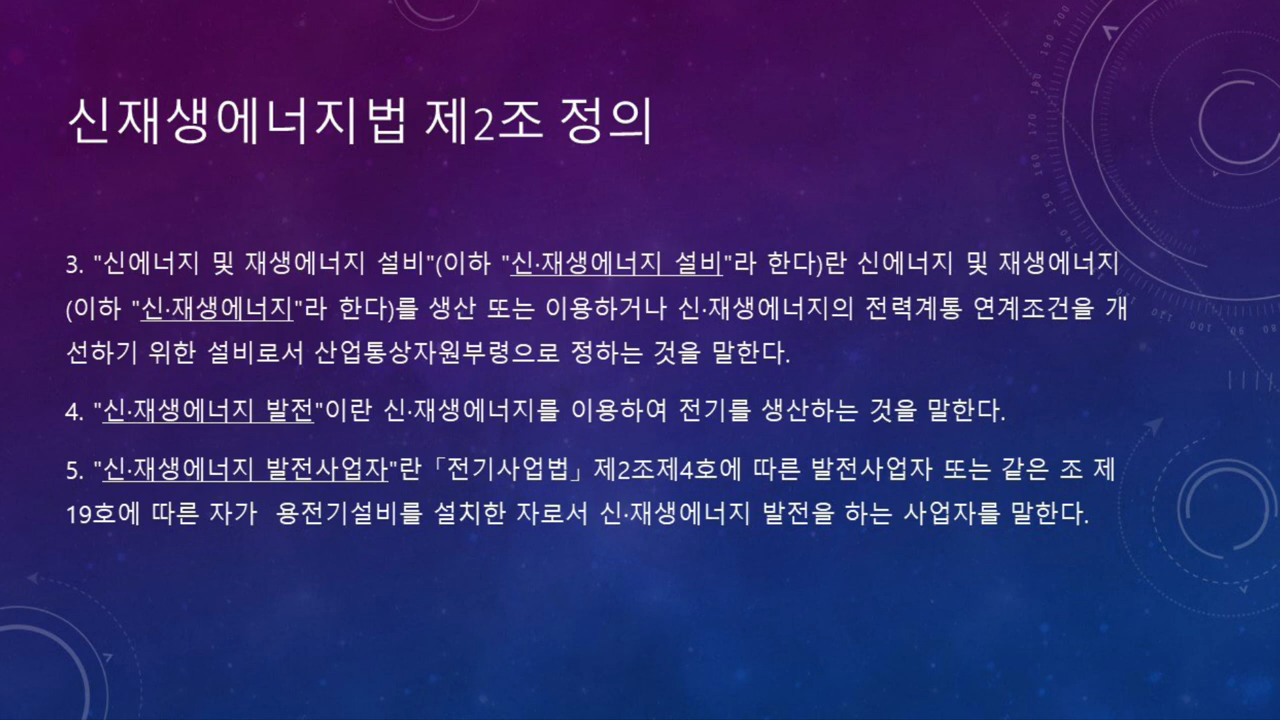 신재생에너지법 제2조 정의
3. "신에너지 및 재생에너지 설비"(이하 "신·재생에너지 설비"라 한다)란 신에너지 및 재생에너지
(이하 "신·재생에너지"라 한다)를 생산 또는 이용하거나 신·재생에너지의 전력계통 연계조건을 개
선하기 위한 설비로서 산업통상자원부령으로 정하는 것을 말한다.
4. "신·재생에너지 발전"이란 신·재생에너지를 이용하여 전기를 생산하는 것을 말한다.
5. "신·재생에너지 발전사업자"란「전기사업법」제2조제4호에 따른 발전사업자 또는 같은 조 제
19호에 따른 자가  용전기설비를 설치한 자로서 신·재생에너지 발전을 하는 사업자를 말한다.